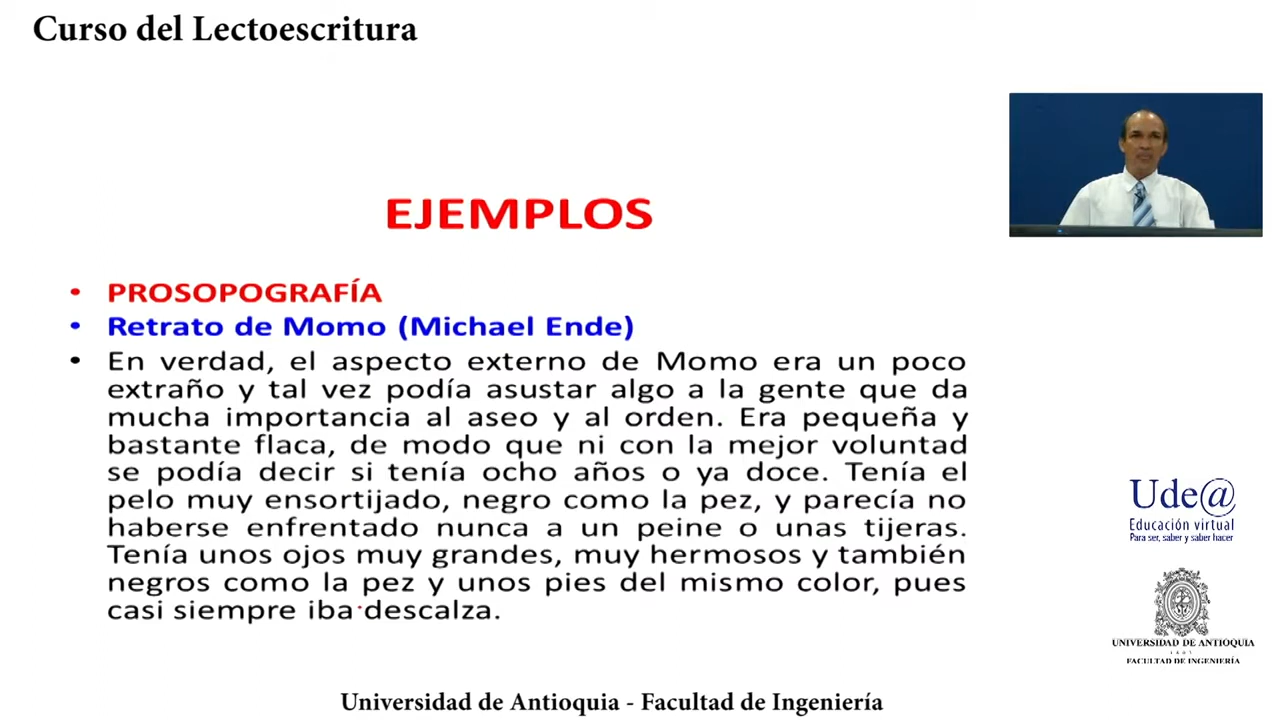 Curso del Lectoescritura
EJEMPLOS
• PROSOPOGRAFÍA
• Retrato de Momo (Michael Ende)
• En verdad, el aspecto externo de Momo era un poco
extraño y tal vez podía asustar algo a la gente que da
mucha importancia al aseo y al orden. Era pequeña y
bastante flaca, de modo que ni con la mejor voluntad
se podía decir si tenía ocho años o ya doce. Tenía el
pelo muy ensortijado, negro como la pez, y parecía no
haberse enfrentado nunca a un peine o unas tijeras.
Tenía unos ojos muy grandes, muy hermosos y también
negros como la pez y unos pies del mismo color, pues
casi siempre iba descalza.
Ude@
Educación virtual
Para ser, saber y saber hacer
UNIVERSIDAD DE ANTIOQUIA
1803
FACULTAD DE INGENIERÍA
Universidad de Antioquia - Facultad de Ingeniería